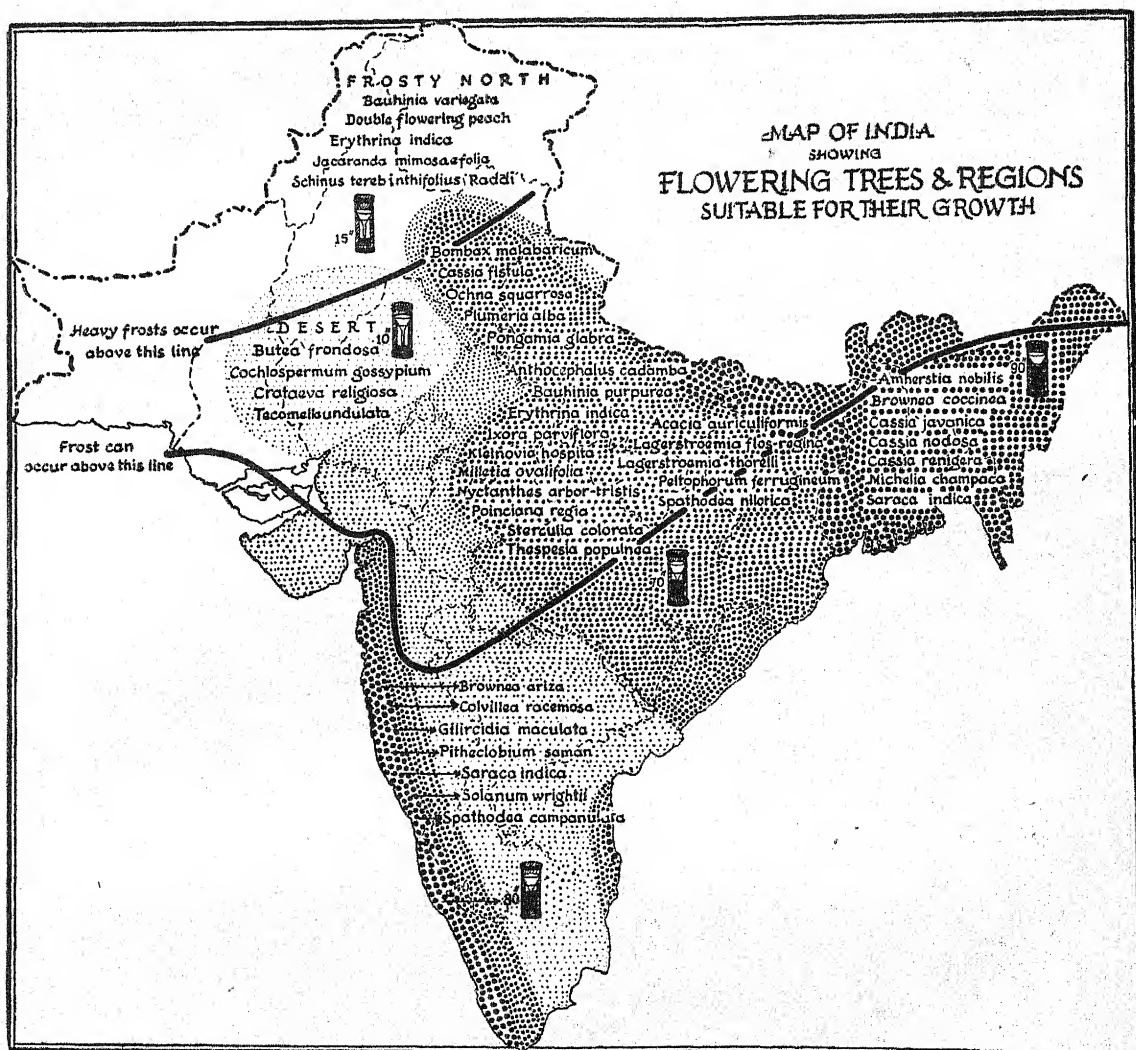 MAP OF INDIA
SHOWING
FLOWERING TREES & REGIONS
SUITABLE FOR THEIR GROWTH
FROSTY NORTH
Bauhinia variegata
Double flowering peach
Erythrina indica
Jacaranda mimosaefolia
Schinus terebinthifolius Raddi
15"
Heavy frosts occur
above this line
DESERT
10
Butea frondosa
Cochlospermum gossypium
Crataeva religiosa
Tecomella undulata
Frost can
occur above this line
Bombax malabaricum
Cassia fistula
Ochna squarrosa
Plumeria alba
Pongamia glabra
Anthocephalus cadamba
Bauhinia purpurea
Erythrina indica
Ixora parviflora
Kleinovia hospita
Milletia ovalifolia
Nyctanthes arbor-tristis
Poinciana regia
Sterculia colorata
Thespesia populnea
Acacia auriculiformis
Lagerstroemia flos-regina
Lagerstroemia thorelli
Peltophorum ferrugineum
Spathodea nilotica
70
90
Amherstia nobilis
Brownea coccinea
Cassia javanica
Cassia nodosa
Cassia renigera
Michelia champaca
Saraca indica
Brownea ariza
Colvillea racemosa
Gliricidia maculata
Pitheclobium saman
Saraca indica
Solanum wrightii
Spathodea campanulata
80